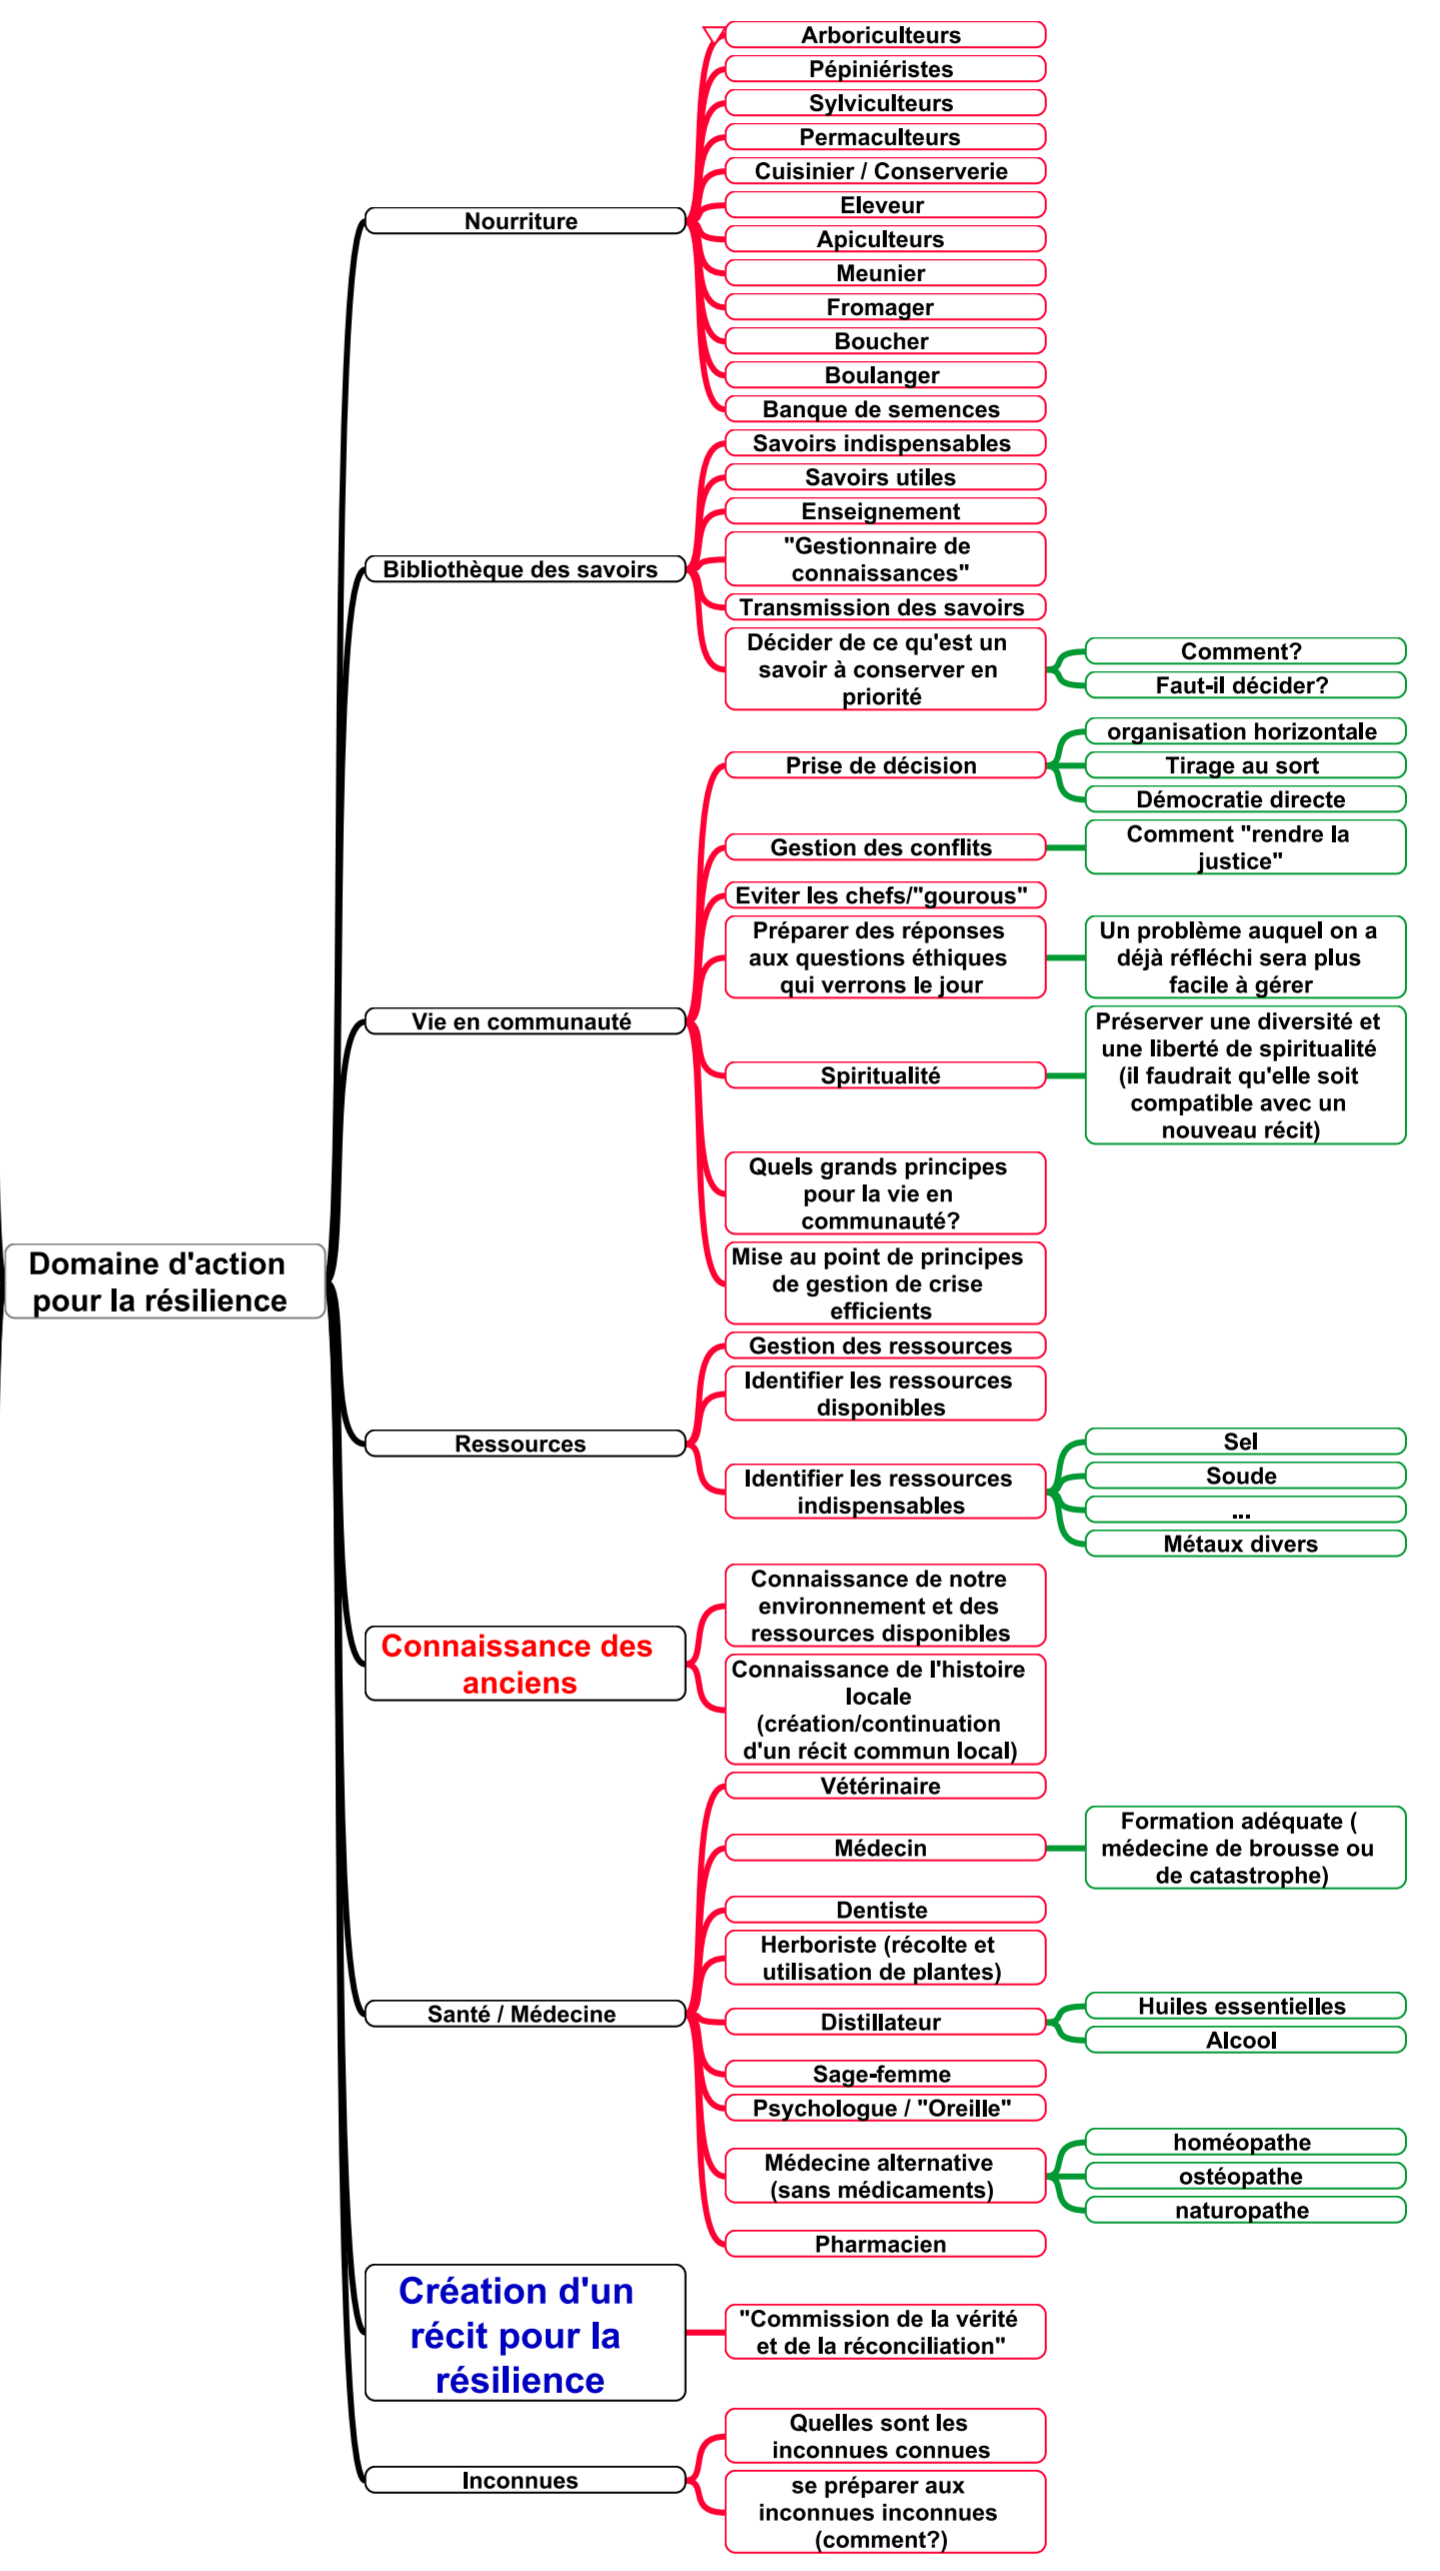 Domaine d'action
pour la résilience
Nourriture
Arboriculteurs
Pépiniéristes
Sylviculteurs
Permaculteurs
Cuisinier / Conserverie
Eleveur
Apiculteurs
Meunier
Fromager
Boucher
Boulanger
Banque de semences
Bibliothèque des savoirs
Savoirs indispensables
Savoirs utiles
Enseignement
"Gestionnaire de
connaissances"
Transmission des savoirs
Décider de ce qu'est un
savoir à conserver en
priorité
Comment?
Faut-il décider?
Vie en communauté
Prise de décision
organisation horizontale
Tirage au sort
Démocratie directe
Gestion des conflits
Comment "rendre la
justice"
Eviter les chefs/"gourous"
Préparer des réponses
aux questions éthiques
qui verrons le jour
Un problème auquel on a
déjà réfléchi sera plus
facile à gérer
Spiritualité
Préserver une diversité et
une liberté de spiritualité
(il faudrait qu'elle soit
compatible avec un
nouveau récit)
Quels grands principes
pour la vie en
communauté?
Mise au point de principes
de gestion de crise
efficients
Ressources
Gestion des ressources
Identifier les ressources
disponibles
Identifier les ressources
indispensables
Sel
Soude
...
Métaux divers
Connaissance des
anciens
Connaissance de notre
environnement et des
ressources disponibles
Connaissance de l'histoire
locale
(création/continuation
d'un récit commun local)
Santé / Médecine
Vétérinaire
Médecin
Formation adéquate (
médecine de brousse ou
de catastrophe)
Dentiste
Herboriste (récolte et
utilisation de plantes)
Distillateur
Huiles essentielles
Alcool
Sage-femme
Psychologue / "Oreille"
Médecine alternative
(sans médicaments)
homéopathe
ostéopathe
naturopathe
Pharmacien
Création d'un
récit pour la
résilience
"Commission de la vérité
et de la réconciliation"
Inconnues
Quelles sont les
inconnues connues
se préparer aux
inconnues inconnues
(comment?)